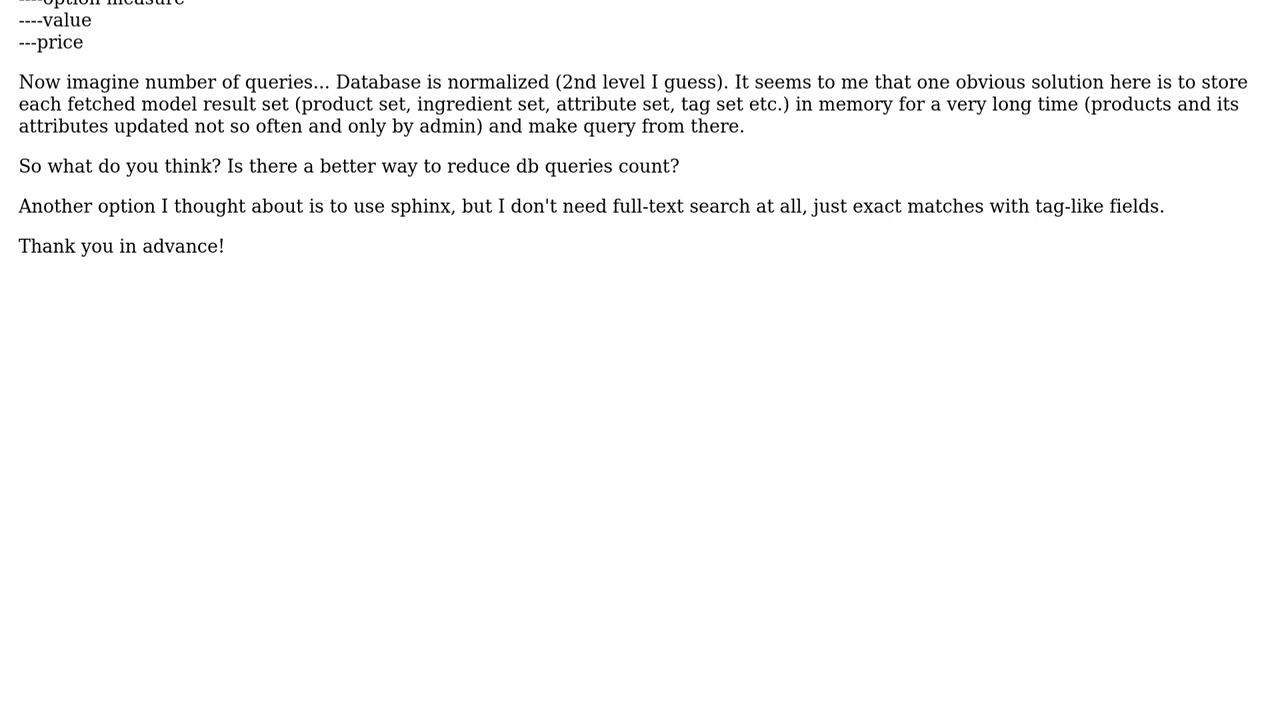 ----option measure
----value
---price
Now imagine number of queries... Database is normalized (2nd level I guess). It seems to me that one obvious solution here is to store
each fetched model result set (product set, ingredient set, attribute set, tag set etc.) in memory for a very long time (products and its
attributes updated not so often and only by admin) and make query from there.
So what do you think? Is there a better way to reduce db queries count?
Another option I thought about is to use sphinx, but I don't need full-text search at all, just exact matches with tag-like fields.
Thank you in advance!